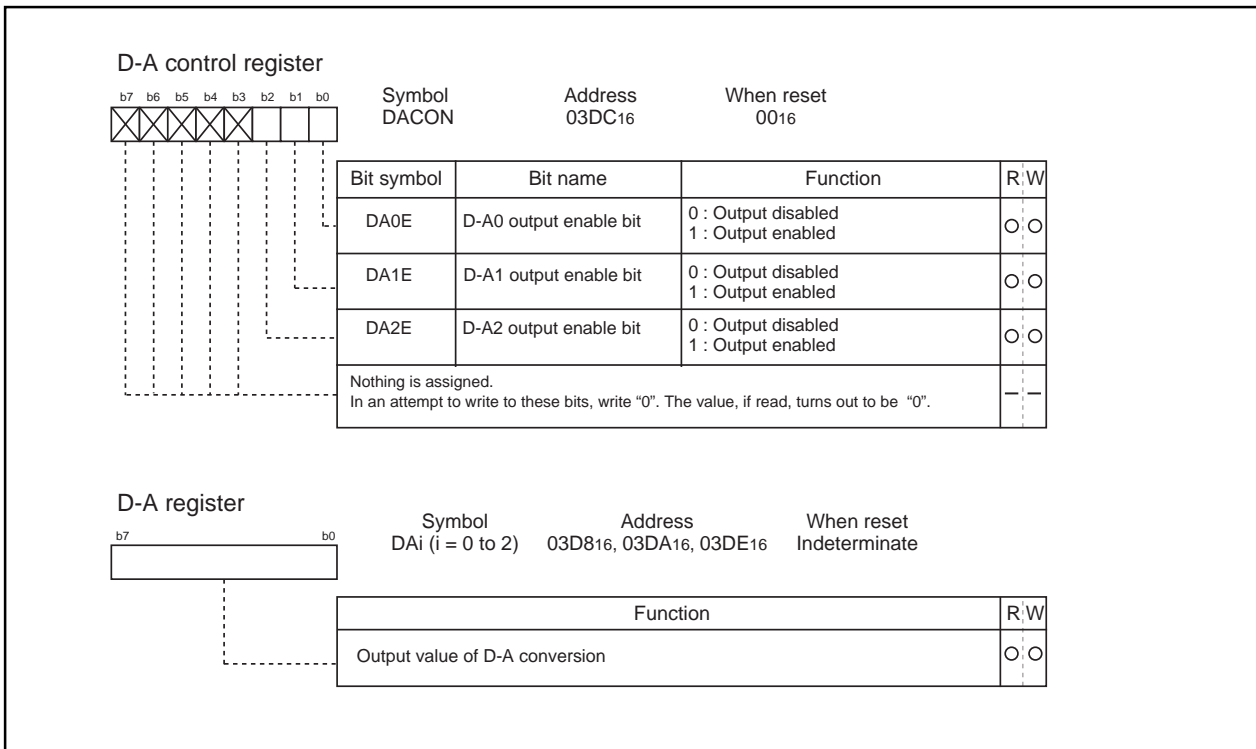 D-A control register
b7 b6 b5 b4 b3 b2 b1 b0
Symbol Address When reset
DACON 03DC16 0016
Bit symbol Bit name Function R W
DA0E D-A0 output enable bit 0 : Output disabled
1 : Output enabled
DA1E D-A1 output enable bit 0 : Output disabled
1 : Output enabled
DA2E D-A2 output enable bit 0 : Output disabled
1 : Output enabled
Nothing is assigned.
In an attempt to write to these bits, write “0”. The value, if read, turns out to be “0”.
D-A register
b7 b0
Symbol Address When reset
DAi (i = 0 to 2) 03D816, 03DA16, 03DE16 Indeterminate
Function R W
Output value of D-A conversion